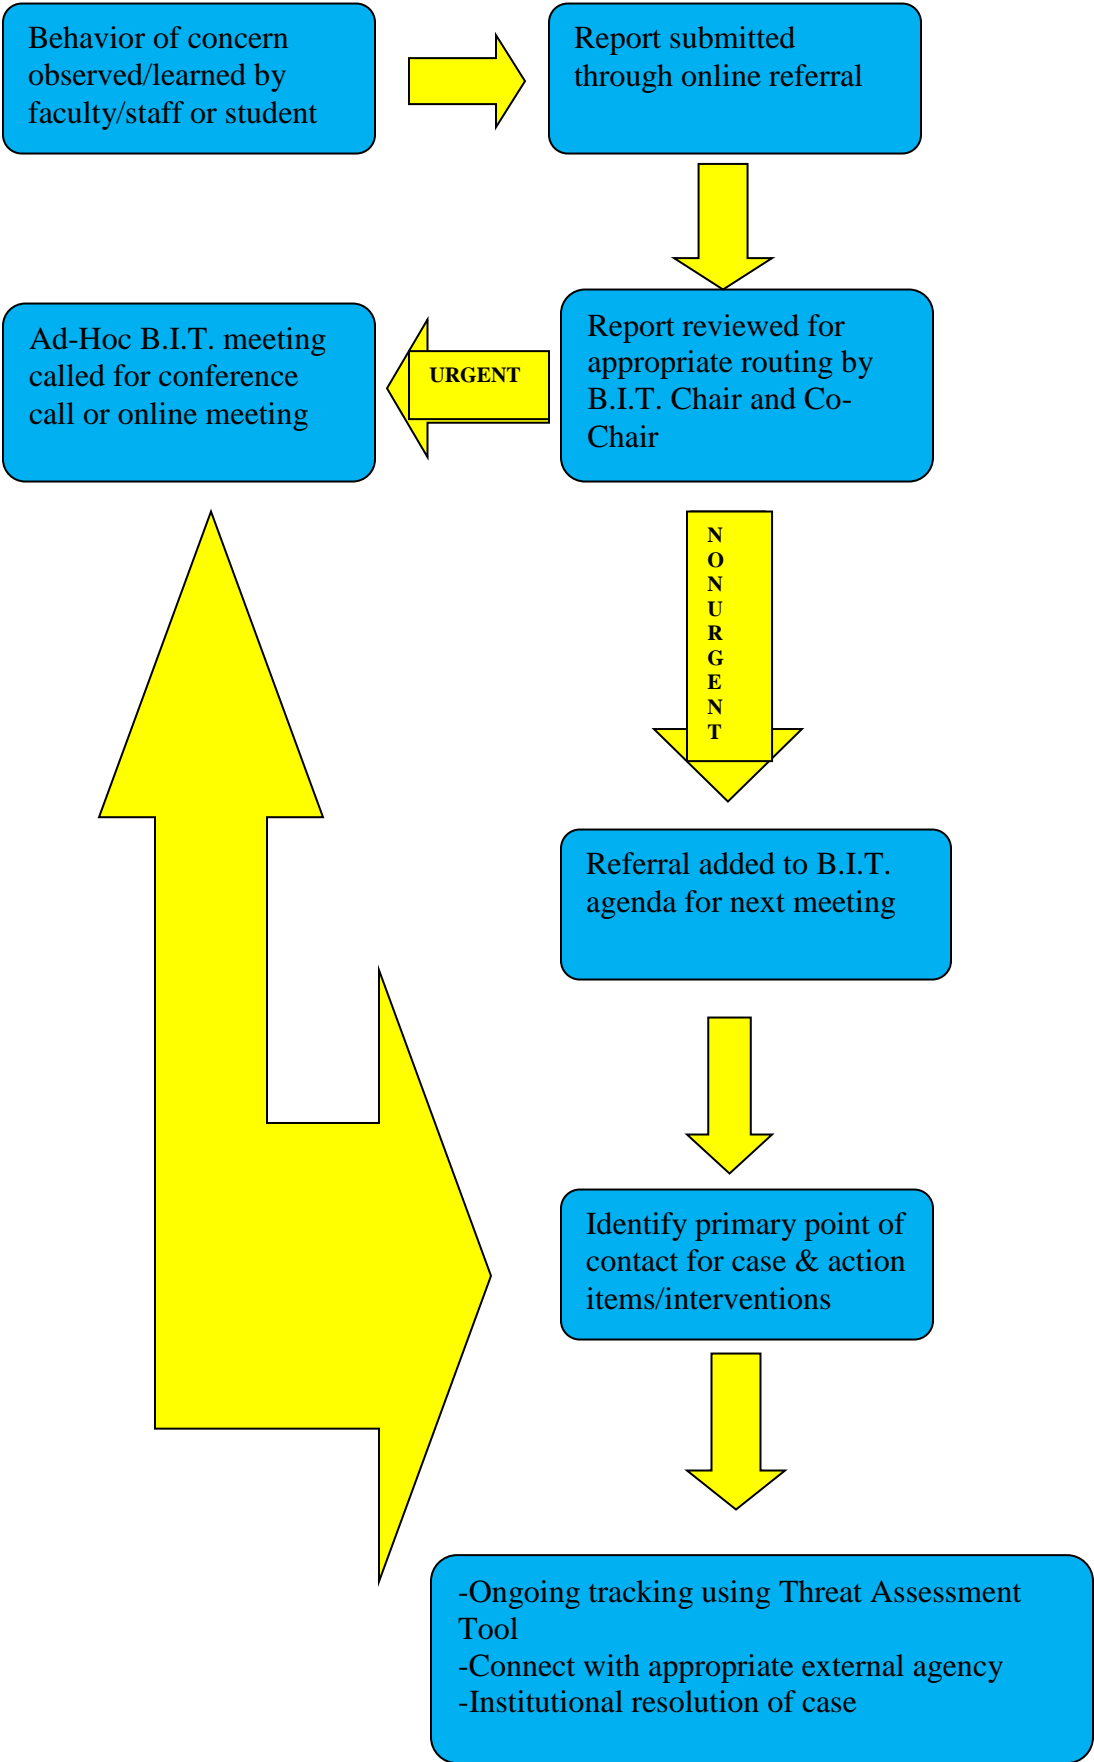 Behavior of concern
observed/learned by
faculty/staff or student
Report submitted
through online referral
Ad-Hoc B.I.T. meeting
called for conference
call or online meeting
URGENT
Report reviewed for
appropriate routing by
B.I.T. Chair and Co-
Chair
N
O
N
U
R
G
E
N
T
Referral added to B.I.T.
agenda for next meeting
Identify primary point of
contact for case & action
items/interventions
-Ongoing tracking using Threat Assessment
Tool
-Connect with appropriate external agency
-Institutional resolution of case